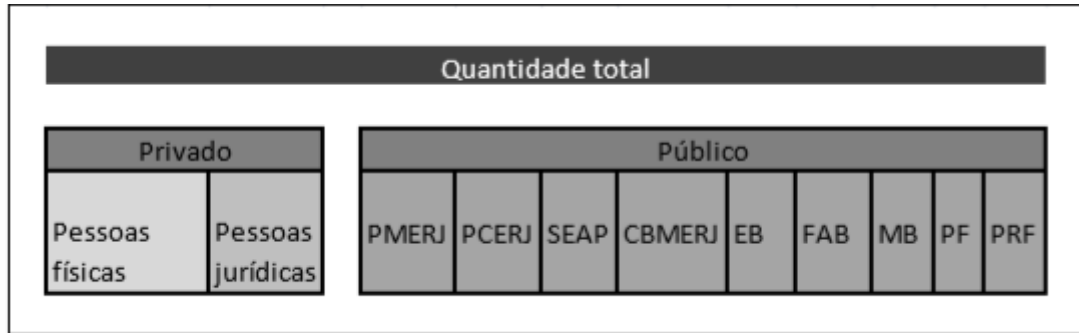 Quantidade total
Privado
Público
Pessoas físicas
Pessoas jurídicas
PMERJ
PCERJ
SEAP
CBMERJ
EB
FAB
MB
PF
PRF